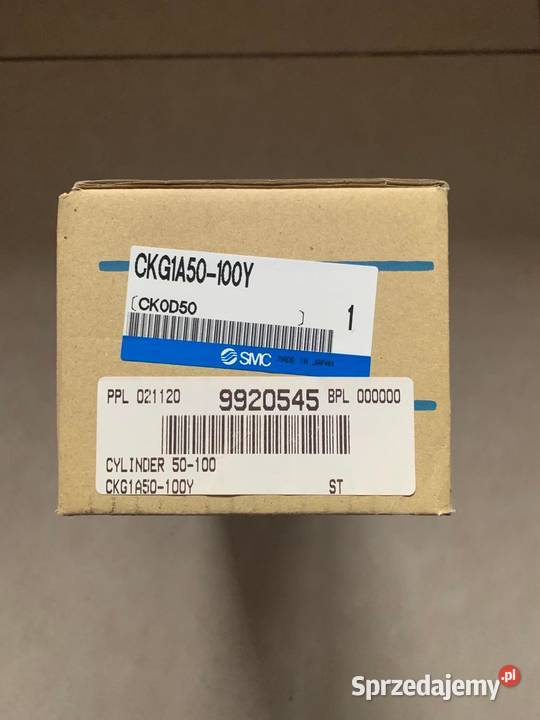 CKG1A50-100Y
[CK0D50 ] 1
SMC MADE IN JAPAN
PPL 021120 9920545 BPL 000000
CYLINDER 50-100
CKG1A50-100Y ST
Sprzedajemy.pl